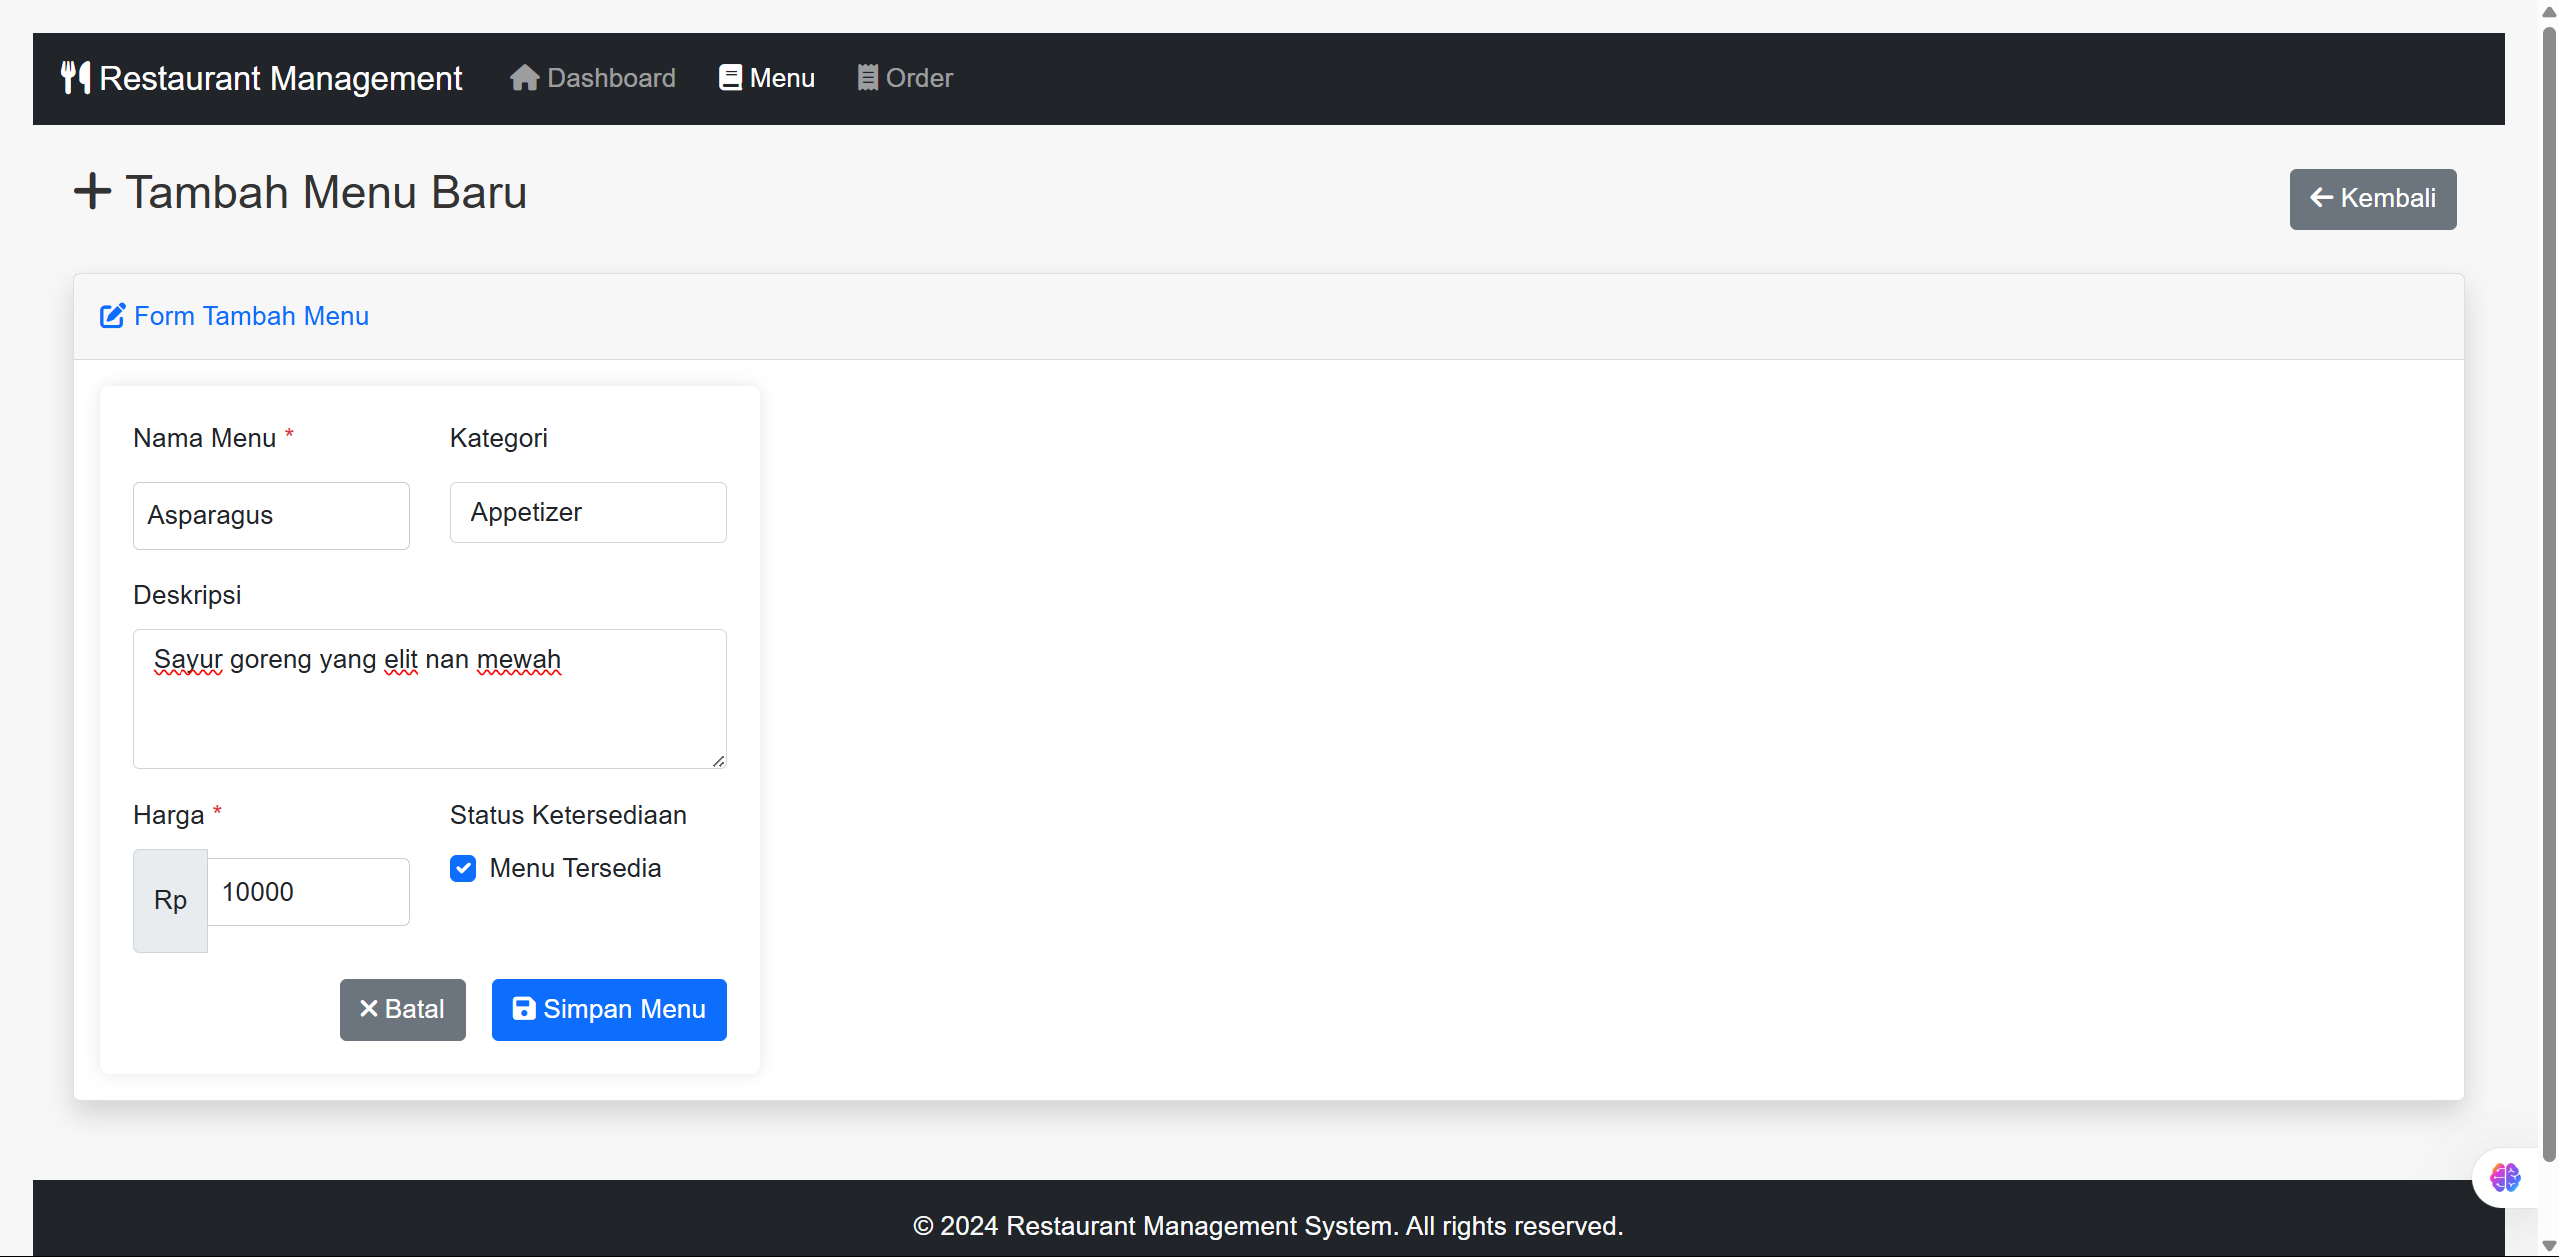 Restaurant Management Dashboard Menu Order
Tambah Menu Baru
Kembali
Form Tambah Menu
Nama Menu * Kategori
Asparagus Appetizer
Deskripsi
Sayur goreng yang elit nan mewah
Harga * Status Ketersediaan
Menu Tersedia
Rp 10000
Batal Simpan Menu
© 2024 Restaurant Management System. All rights reserved.